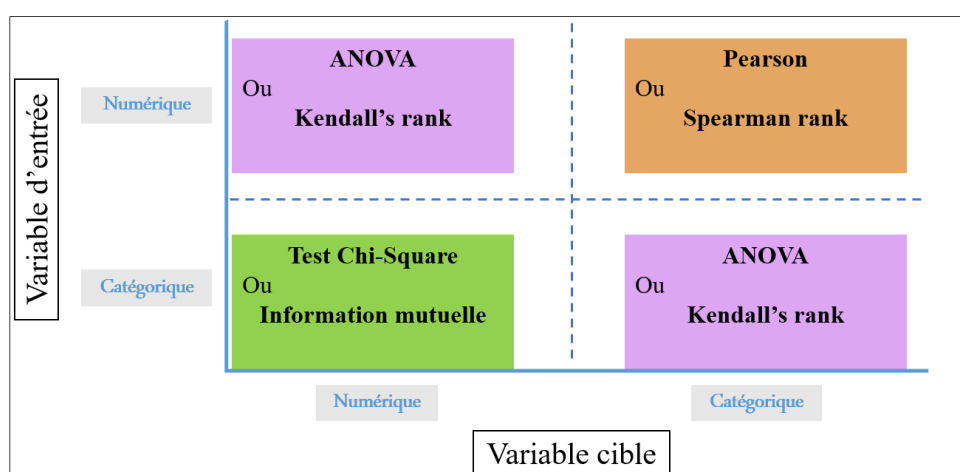 Variable d'entrée
Numérique
ANOVA
Ou
Kendall's rank
Pearson
Ou
Spearman rank
Catégorique
Test Chi-Square
Ou
Information mutuelle
ANOVA
Ou
Kendall's rank
Numérique
Catégorique
Variable cible